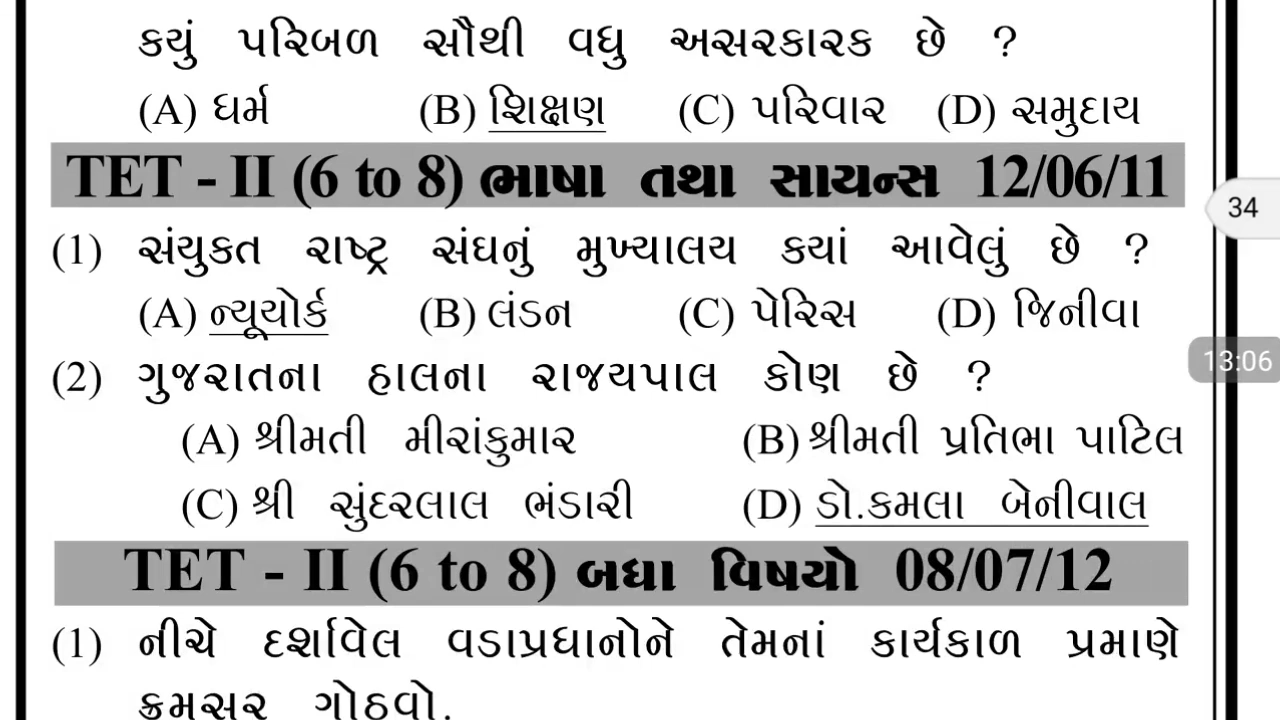 કયું પરિબળ સૌથી વધુ અસરકારક છે ?
(A) ધર્મ (B) શિક્ષણ (C) પરિવાર (D) સમુદાય
TET - II (6 to 8) ભાષા તથા સાયન્સ 12/06/11
34
(1) સંયુકત રાષ્ટ્ર સંઘનું મુખ્યાલય કયાં આવેલું છે ?
(A) ન્યૂયોર્ક (B) લંડન (C) પેરિસ (D) જિનીવા
13:06
(2) ગુજરાતના હાલના રાજયપાલ કોણ છે ?
(A) શ્રીમતી મીરાંકુમાર (B) શ્રીમતી પ્રતિભા પાટિલ
(C) શ્રી સુંદરલાલ ભંડારી (D) ડો.કમલા બેનીવાલ
TET - II (6 to 8) બધા વિષયો 08/07/12
(1) નીચે દર્શાવેલ વડાપ્રધાનોને તેમનાં કાર્યકાળ પ્રમાણે
ક્રમસર ગોઠવો.